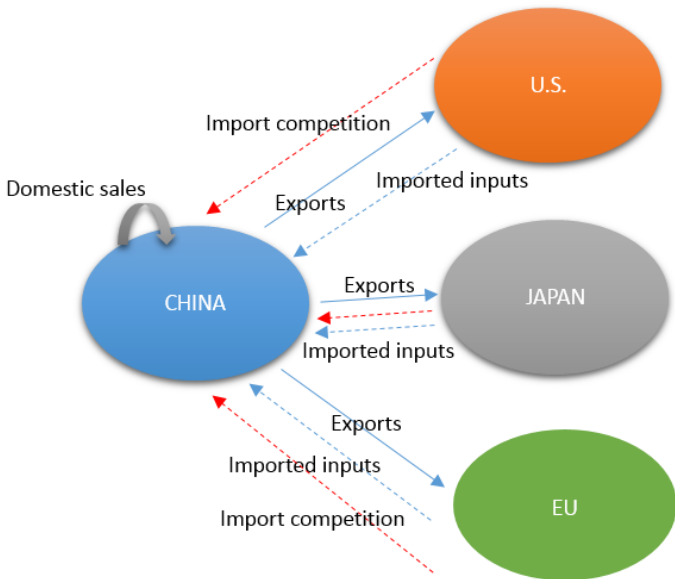 U.S.
Import competition
Imported inputs
Domestic sales
Exports
CHINA
Exports
JAPAN
Imported inputs
Exports
Imported inputs
Import competition
EU